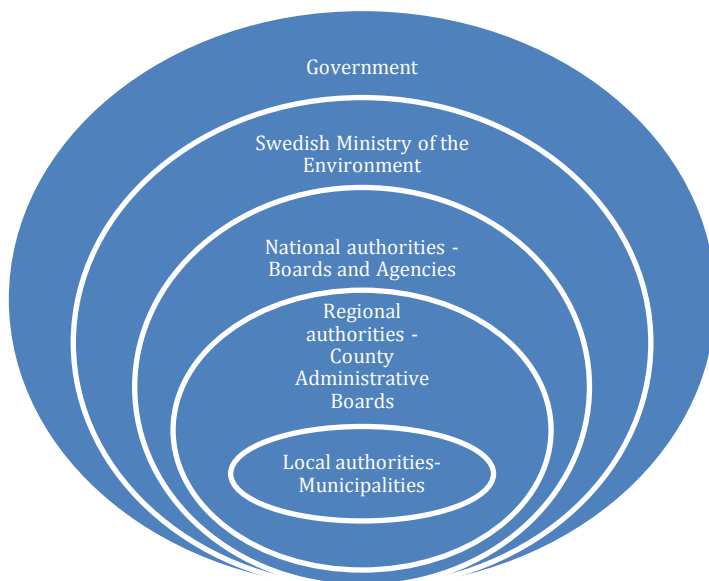 Government
Swedish Ministry of the
Environment
National authorities -
Boards and Agencies
Regional
authorities -
County
Administrative
Boards
Local authorities-
Municipalities